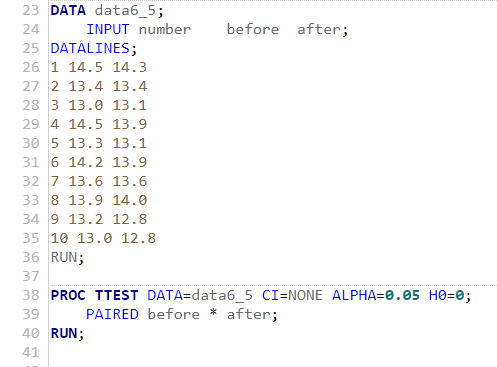 23 DATA data6_5;
24     INPUT number    before  after;
25 DATALINES;
26 1 14.5 14.3
27 2 13.4 13.4
28 3 13.0 13.1
29 4 14.5 13.9
30 5 13.3 13.1
31 6 14.2 13.9
32 7 13.6 13.6
33 8 13.9 14.0
34 9 13.2 12.8
35 10 13.0 12.8
36 RUN;
37
38 PROC TTEST DATA=data6_5 CI=NONE ALPHA=0.05 H0=0;
39     PAIRED before * after;
40 RUN;
41